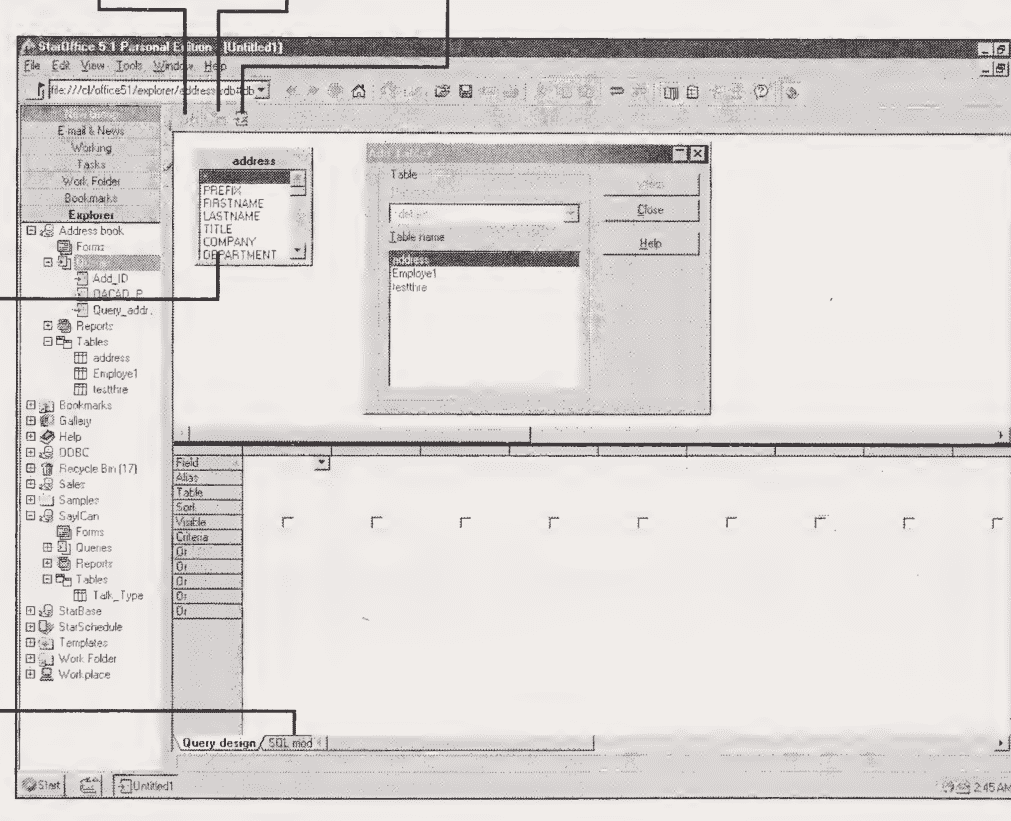 StarOffice 5.1 Personal Edition - [Untitled1]
File Edit View Tools Window Help
file:///c|/office51/explorer/address.sdb#db
E-mail & News
Working
Tasks
Work Folder
Bookmarks
Explorer
Address book
Forms
Add_ID
QACAD_P
Query_addr.
Reports
Tables
address
Employe1
testthre
Bookmarks
Gallery
Help
ODBC
Recycle Bin (17)
Sales
Samples
SaylCan
Forms
Queries
Reports
Tables
Talk_Type
StarBase
StarSchedule
Templates
Work Folder
Workplace
address
PREFIX
FIRSTNAME
LASTNAME
TITLE
COMPANY
DEPARTMENT
Table
Table name
address
Employe1
testthre
Close
Help
Field
Alias
Table
Sort
Visible
Criteria
Or
Or
Or
Or
Or
Query design
SQL mod
Start
Untitled1
2:45 AM